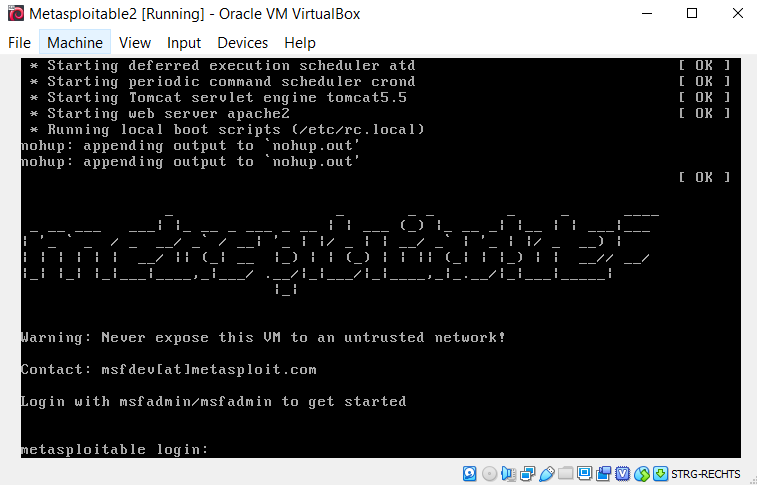 Metasploitable2 [Running] - Oracle VM VirtualBox
File Machine View Input Devices Help
* Starting deferred execution scheduler atd [ OK ]
* Starting periodic command scheduler crond [ OK ]
* Starting Tomcat servlet engine tomcat5.5 [ OK ]
* Starting web server apache2 [ OK ]
* Running local boot scripts (/etc/rc.local)
nohup: appending output to `nohup.out'
nohup: appending output to `nohup.out'
[ OK ]
metasploitable2
Warning: Never expose this VM to an untrusted network!
Contact: msfdev[at]metasploit.com
Login with msfadmin/msfadmin to get started
metasploitable login:
STRG-RECHTS